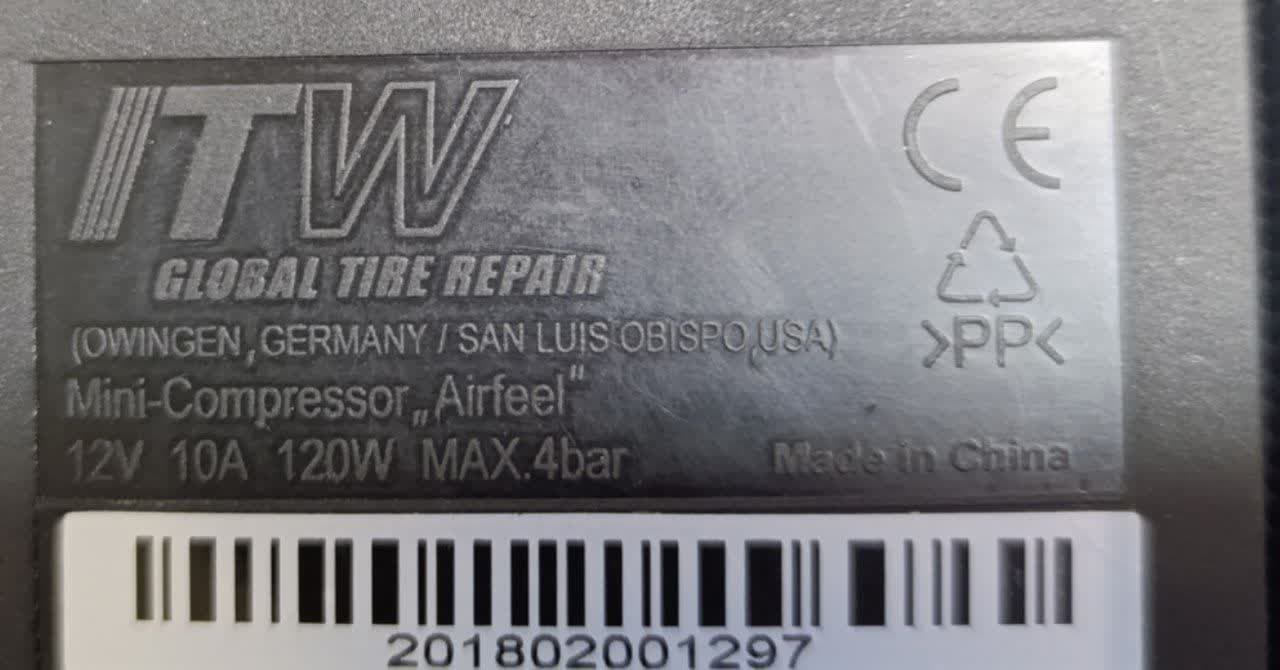 ITW
CE
GLOBAL TIRE REPAIR
(OWINGEN, GERMANY / SAN LUIS OBISPO, USA)
>PP<
Mini-Compressor „Airfeel“
12V 10A 120W MAX.4bar
Made in China
201802001297